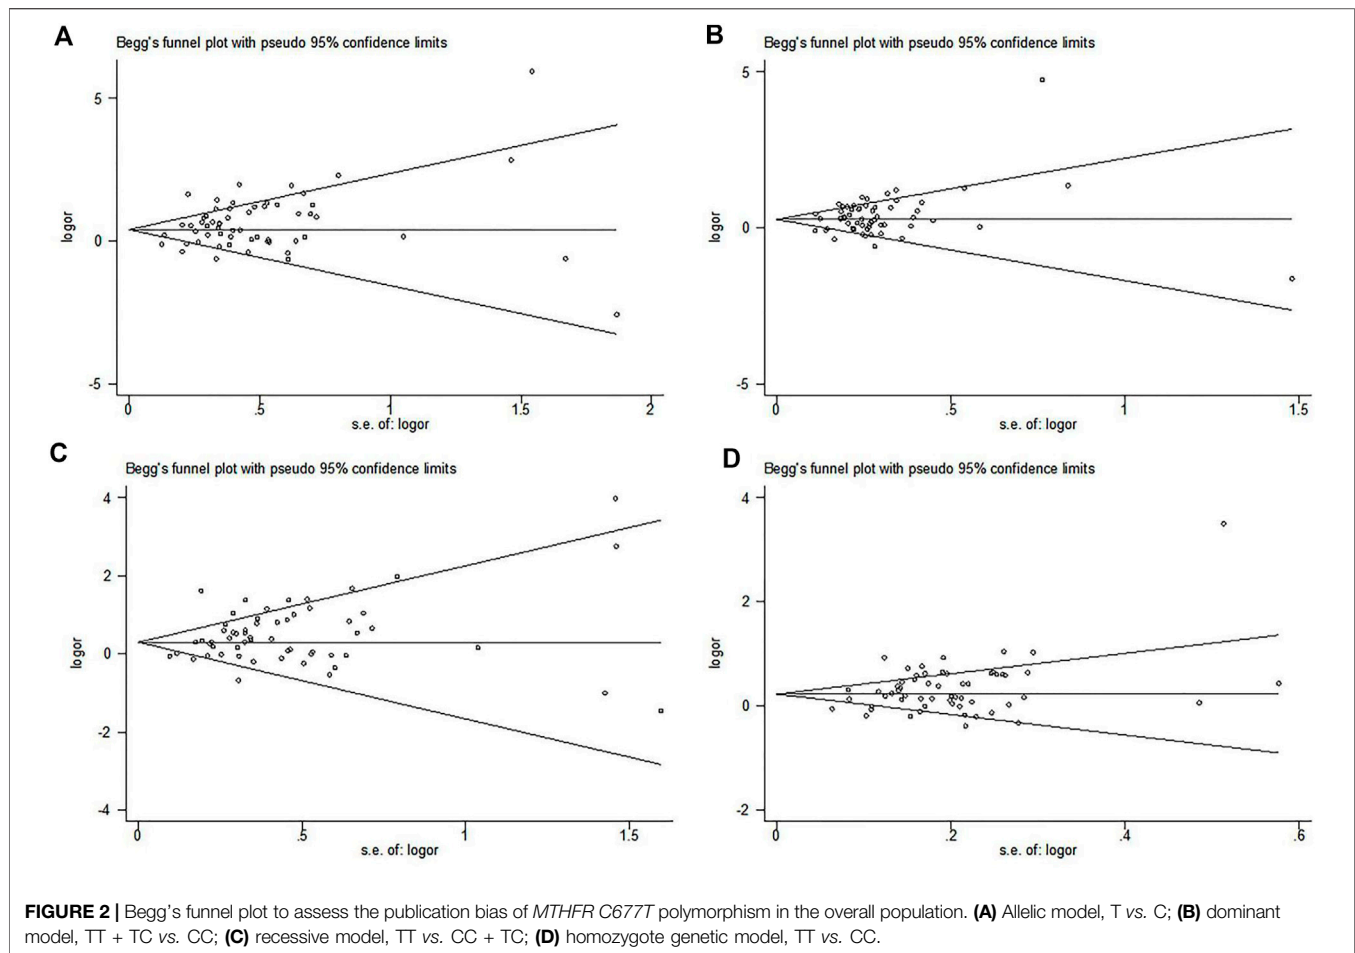 A
Begg's funnel plot with pseudo 95% confidence limits
logor
5
0
-5
0
.5
1
1.5
2
s.e. of: logor
B
Begg's funnel plot with pseudo 95% confidence limits
logor
5
0
-5
0
.5
1
1.5
s.e. of: logor
C
Begg's funnel plot with pseudo 95% confidence limits
logor
4
2
0
-2
-4
0
.5
1
1.5
s.e. of: logor
D
Begg's funnel plot with pseudo 95% confidence limits
logor
4
2
0
-2
0
.2
.4
.6
s.e. of: logor
FIGURE 2 | Begg's funnel plot to assess the publication bias of MTHFR C677T polymorphism in the overall population. (A) Allelic model, T vs. C; (B) dominant
model, TT + TC vs. CC; (C) recessive model, TT vs. CC + TC; (D) homozygote genetic model, TT vs. CC.